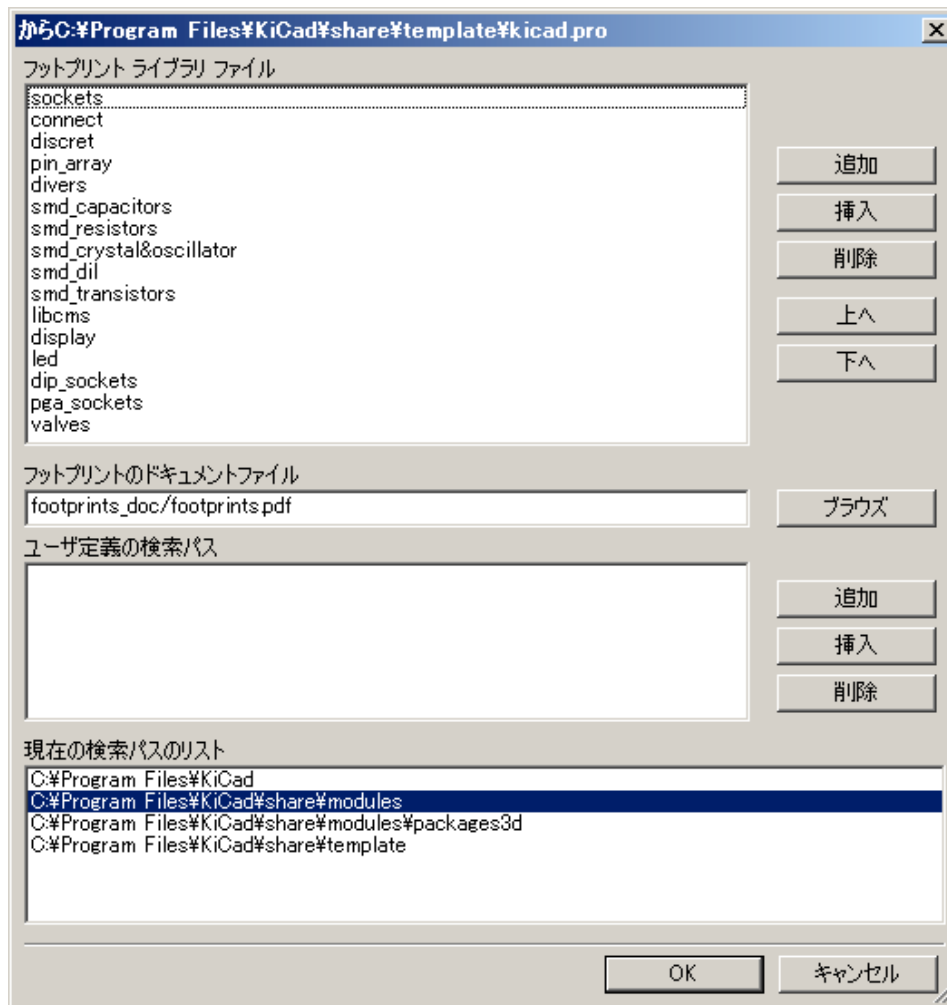 からC:¥Program Files¥KiCad¥share¥template¥kicad.pro
フットプリント ライブラリ ファイル
sockets
connect
discret
pin_array
divers
smd_capacitors
smd_resistors
smd_crystal&oscillator
smd_dil
smd_transistors
libcms
display
led
dip_sockets
pga_sockets
valves
追加
挿入
削除
上へ
下へ
フットプリントのドキュメントファイル
footprints_doc/footprints.pdf
ブラウズ
ユーザ定義の検索パス
追加
挿入
削除
現在の検索パスのリスト
C:¥Program Files¥KiCad
C:¥Program Files¥KiCad¥share¥modules
C:¥Program Files¥KiCad¥share¥modules¥packages3d
C:¥Program Files¥KiCad¥share¥template
OK
キャンセル